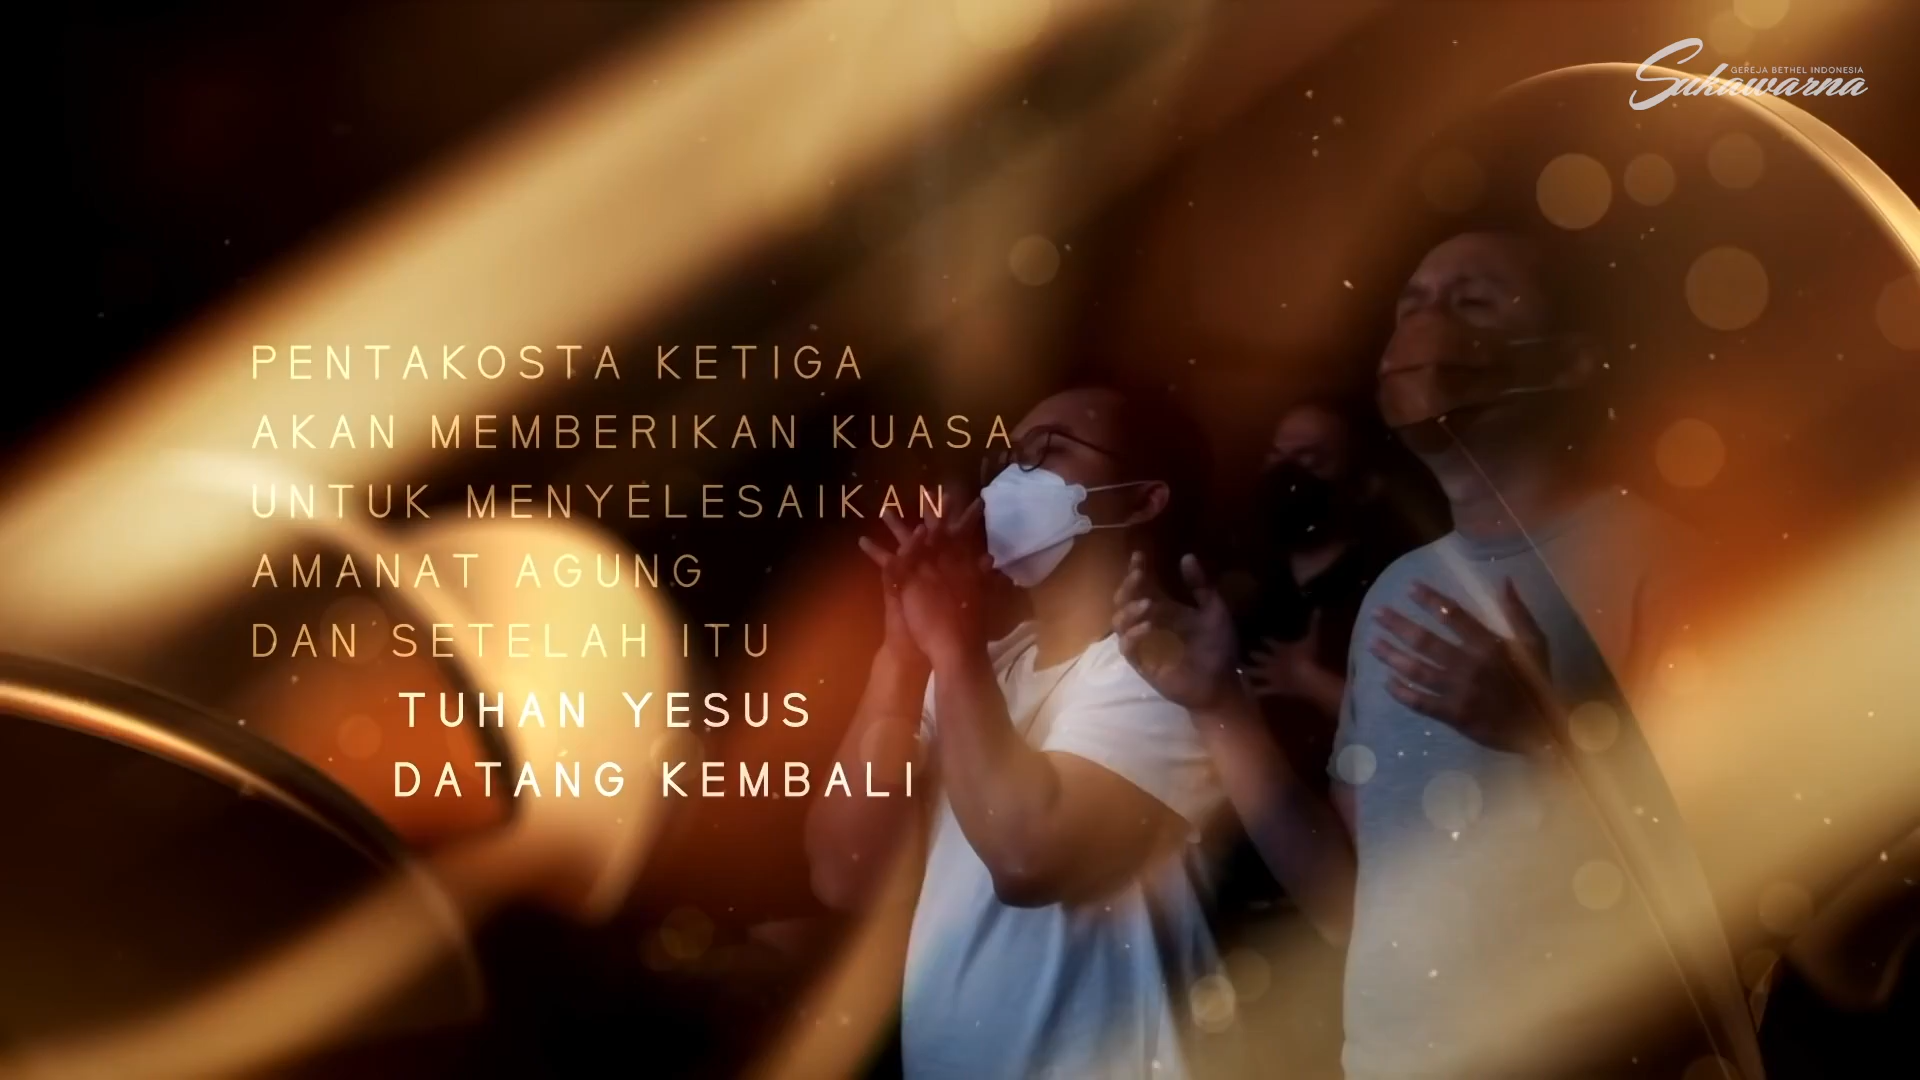 GEREJA BETHEL INDONESIA
Sukawarna
PENTAKOSTA KETIGA
AKAN MEMBERIKAN KUASA
UNTUK MENYELESAIKAN
AMANAT AGUNG
DAN SETELAH ITU
TUHAN YESUS
DATANG KEMBALI